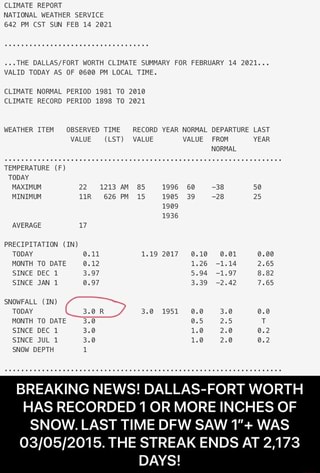 CLIMATE REPORT
NATIONAL WEATHER SERVICE
642 PM CST SUN FEB 14 2021
...................................
...THE DALLAS/FORT WORTH CLIMATE SUMMARY FOR FEBRUARY 14 2021...
VALID TODAY AS OF 0600 PM LOCAL TIME.
CLIMATE NORMAL PERIOD 1981 TO 2010
CLIMATE RECORD PERIOD 1898 TO 2021
WEATHER ITEM OBSERVED TIME RECORD YEAR NORMAL DEPARTURE LAST
VALUE (LST) VALUE VALUE FROM YEAR
NORMAL
...................................................................
TEMPERATURE (F)
TODAY
MAXIMUM 22 1213 AM 85 1996 60 -38 50
MINIMUM 11R 626 PM 15 1905 39 -28 25
1909
1936
AVERAGE 17
PRECIPITATION (IN)
TODAY 0.11 1.19 2017 0.10 0.01 0.00
MONTH TO DATE 0.12 1.26 -1.14 2.65
SINCE DEC 1 3.97 5.94 -1.97 8.82
SINCE JAN 1 0.97 3.39 -2.42 7.65
SNOWFALL (IN)
TODAY 3.0 R 3.0 1951 0.0 3.0 0.0
MONTH TO DATE 3.0 0.5 2.5 T
SINCE DEC 1 3.0 1.0 2.0 0.2
SINCE JUL 1 3.0 1.0 2.0 0.2
SNOW DEPTH 1
...................................................................
BREAKING NEWS! DALLAS-FORT WORTH
HAS RECORDED 1 OR MORE INCHES OF
SNOW. LAST TIME DFW SAW 1"+ WAS
03/05/2015. THE STREAK ENDS AT 2,173
DAYS!